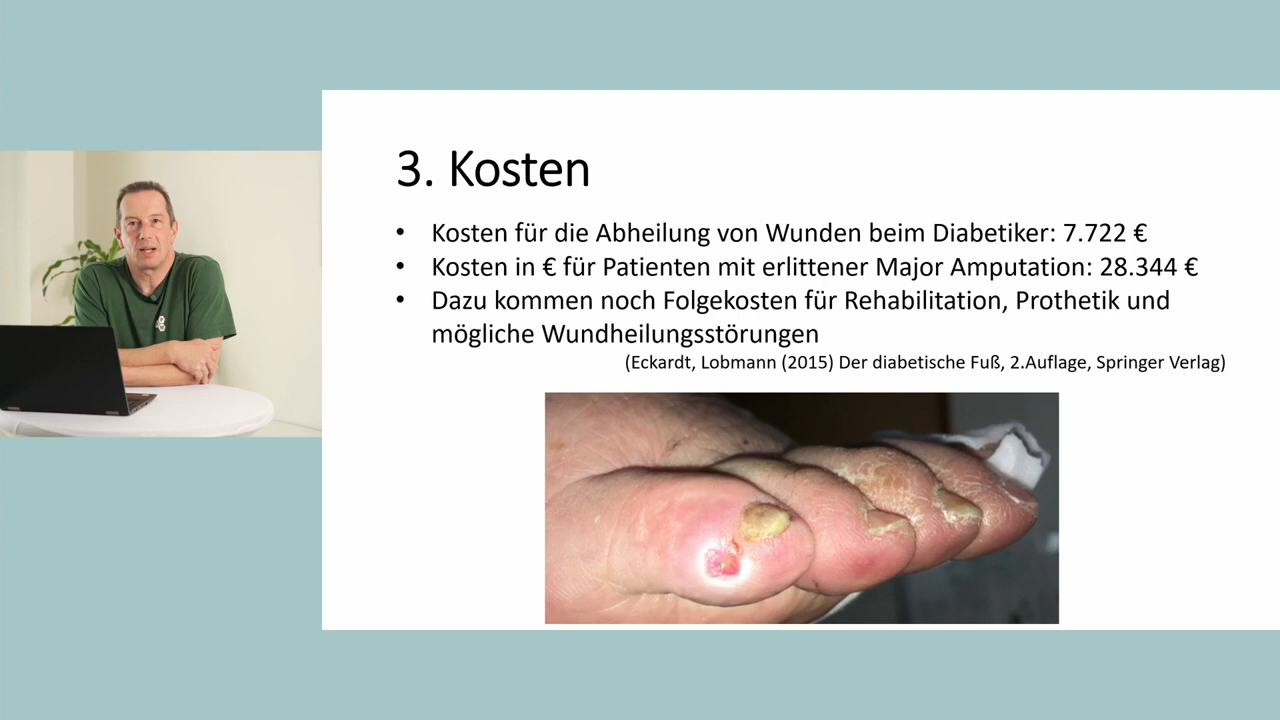 3. Kosten
• Kosten für die Abheilung von Wunden beim Diabetiker: 7.722 €
• Kosten in € für Patienten mit erlittener Major Amputation: 28.344 €
• Dazu kommen noch Folgekosten für Rehabilitation, Prothetik und
mögliche Wundheilungsstörungen
(Eckardt, Lobmann (2015) Der diabetische Fuß, 2.Auflage, Springer Verlag)